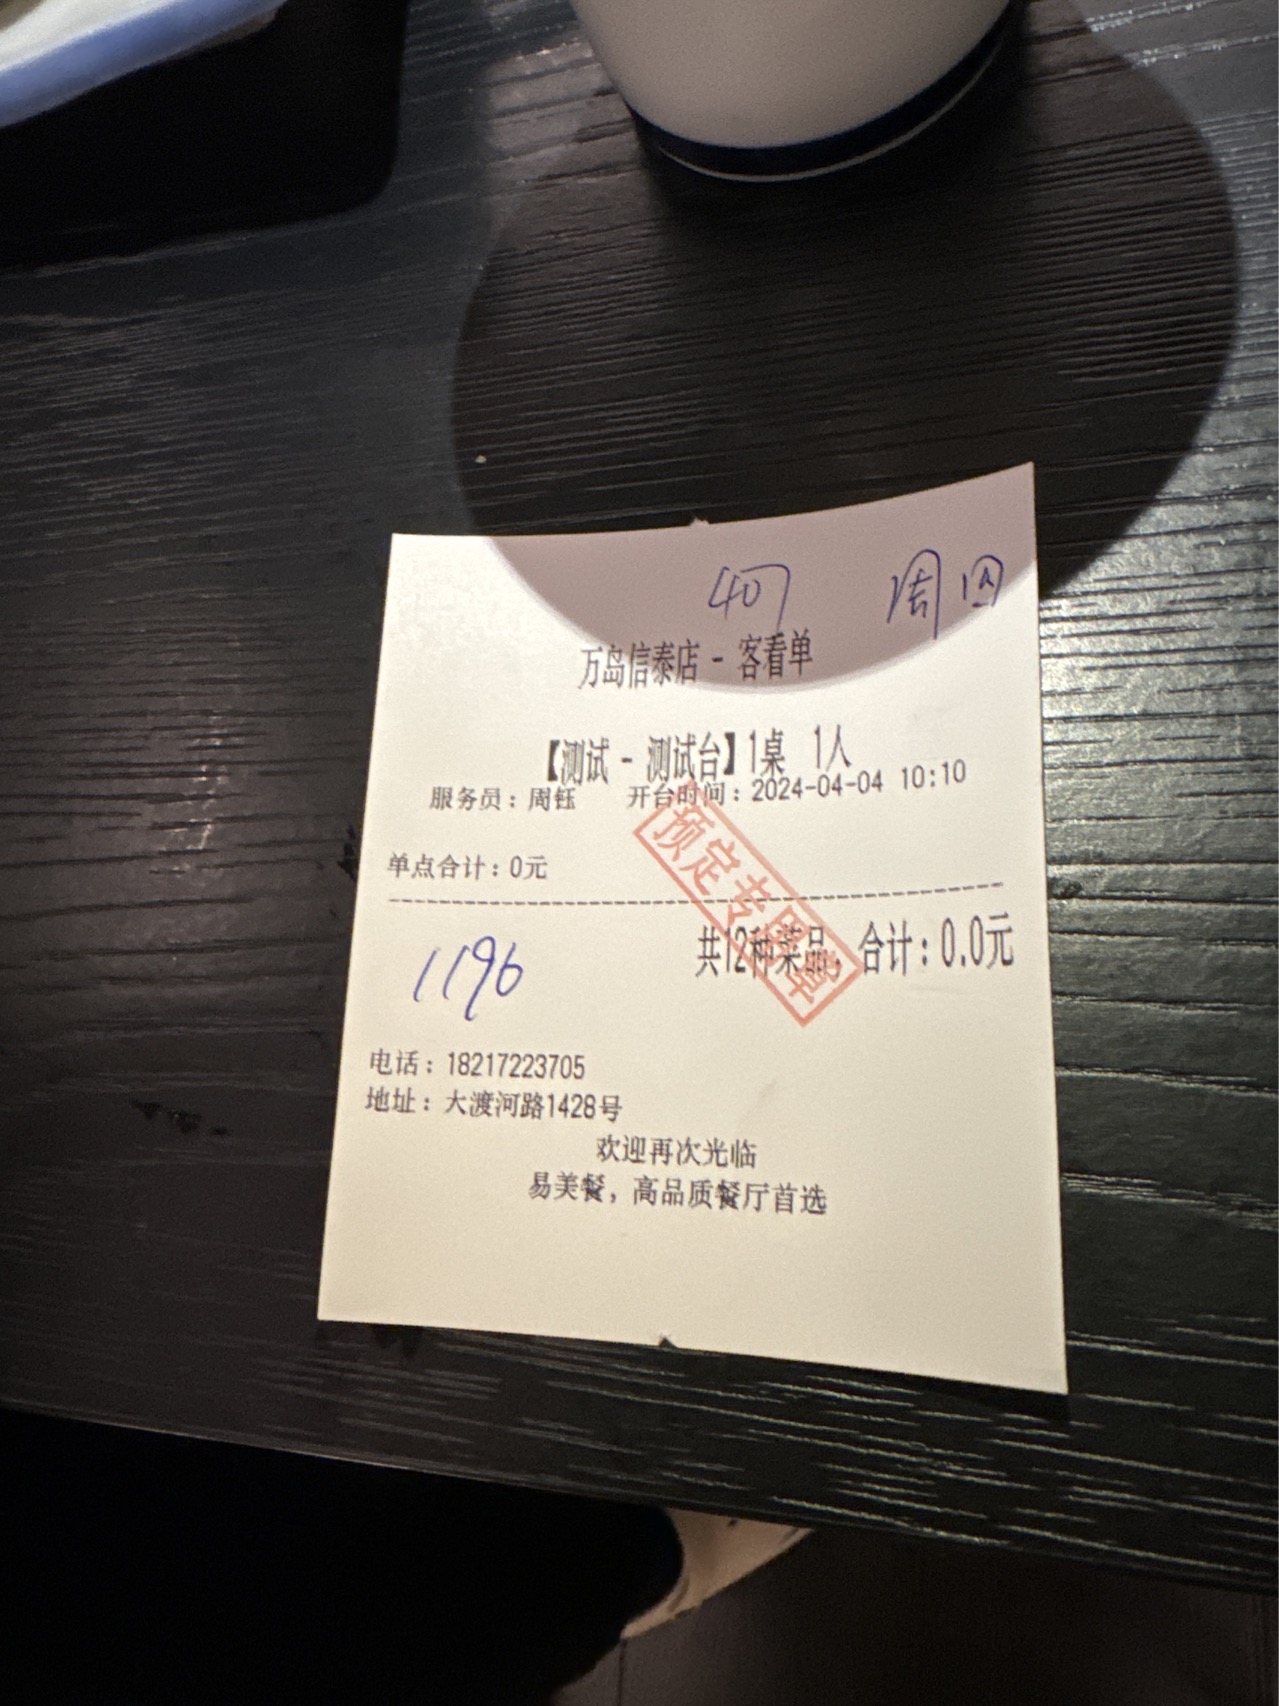 407 周四
万岛信泰店 - 客看单
【测试 - 测试台】1桌 1人
服务员：周钰 开台时间：2024-04-04 10:10
单点合计：0元
预定专用章
共12种菜品，合计：0.0元
1196
电话：18217223705
地址：大渡河路1428号
欢迎再次光临
易美餐，高品质餐厅首选